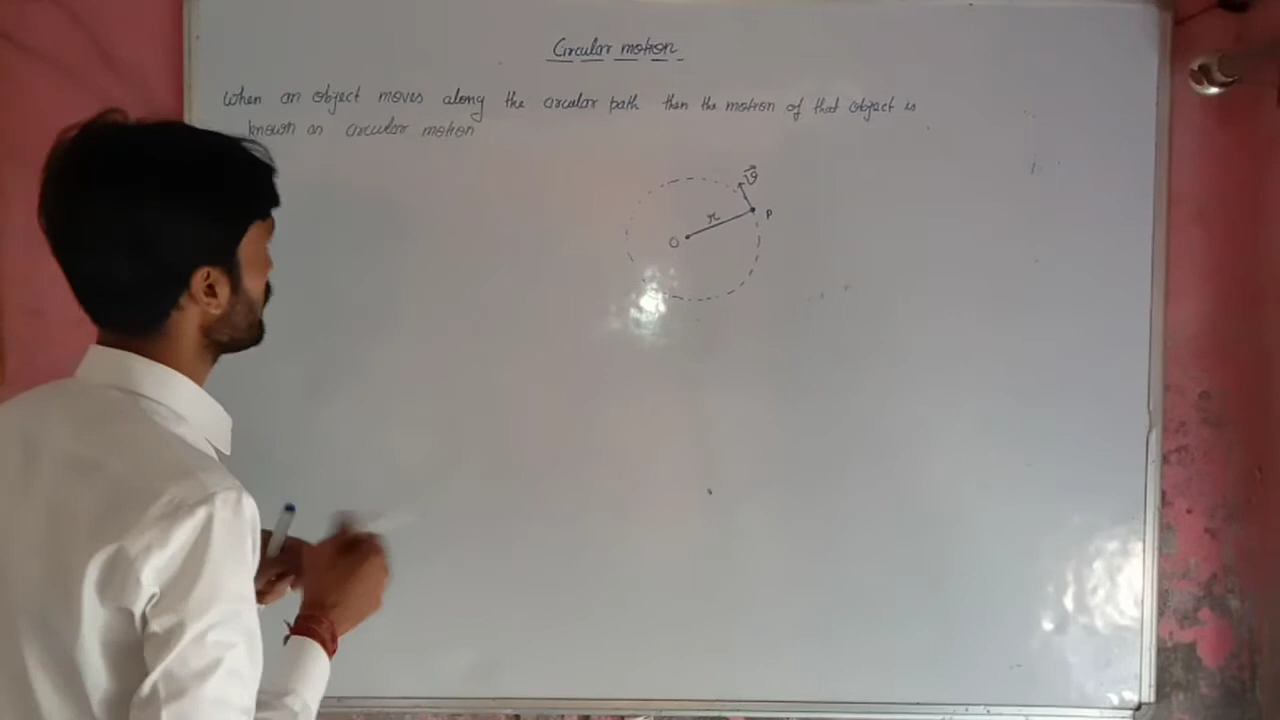 Circular motion
When an object moves along the circular path then the motion of that object is
known as circular motion
v⃗
r
P
O